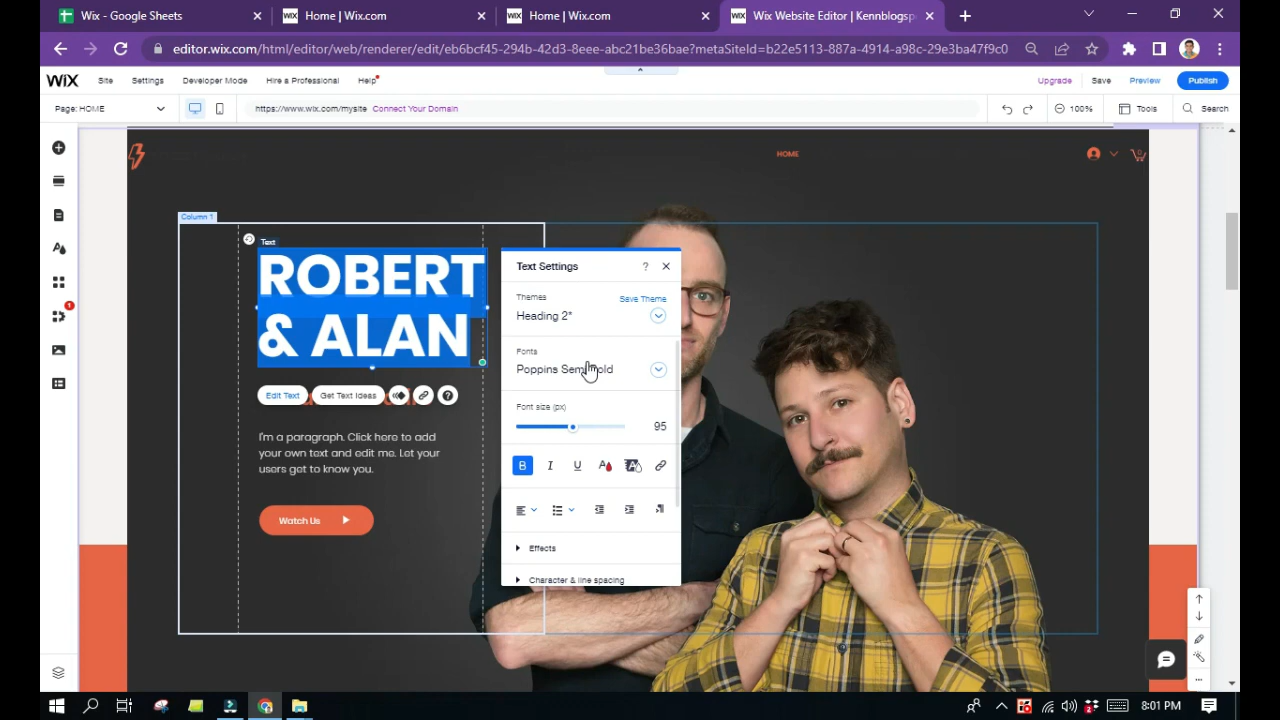 Wix - Google Sheets
Home | Wix.com
Home | Wix.com
Wix Website Editor | Kennblogsp
editor.wix.com/html/editor/web/renderer/edit/eb6bcf45-294b-42d3-8eee-abc21be36bae?metaSiteId=b22e5113-887a-4914-a98c-29e3ba47f9c0
WiX
Site
Settings
Developer Mode
Hire a Professional
Help
Upgrade
Save
Preview
Publish
Page: HOME
https://www.wix.com/mysite Connect Your Domain
100%
Tools
Search
HOME
0
Column 1
Text
ROBERT
& ALAN
Edit Text
Get Text Ideas
I'm a paragraph. Click here to add
your own text and edit me. Let your
users get to know you.
Watch Us
Text Settings
?
Themes
Save Theme
Heading 2*
Fonts
Poppins
Font size (px)
95
B
I
U
Effects
Character & line spacing
1
8:01 PM